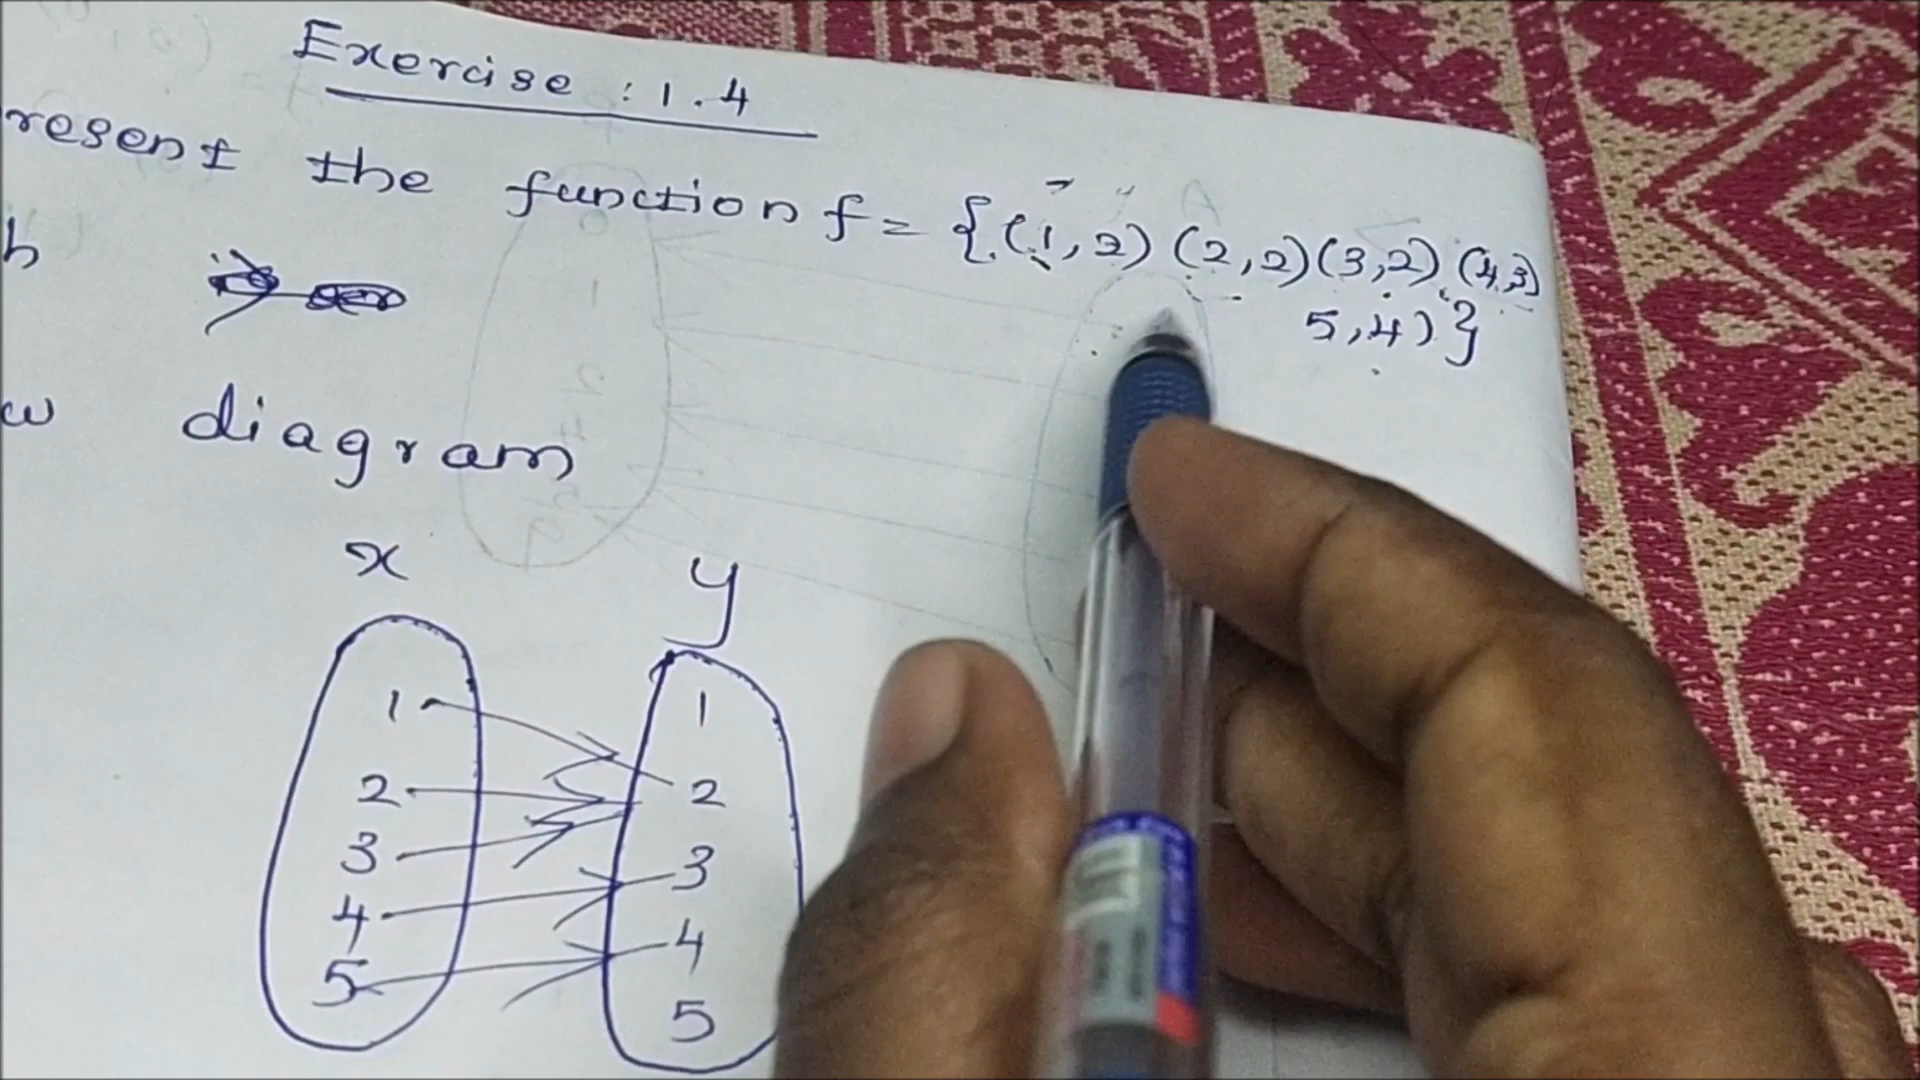 Exercise : 1.4
resent the function f = {(1,2) (2,2)(3,2) (4,3)
5,4)}
h
w diagram
x y
1 1
2 2
3 3
4 4
5 5